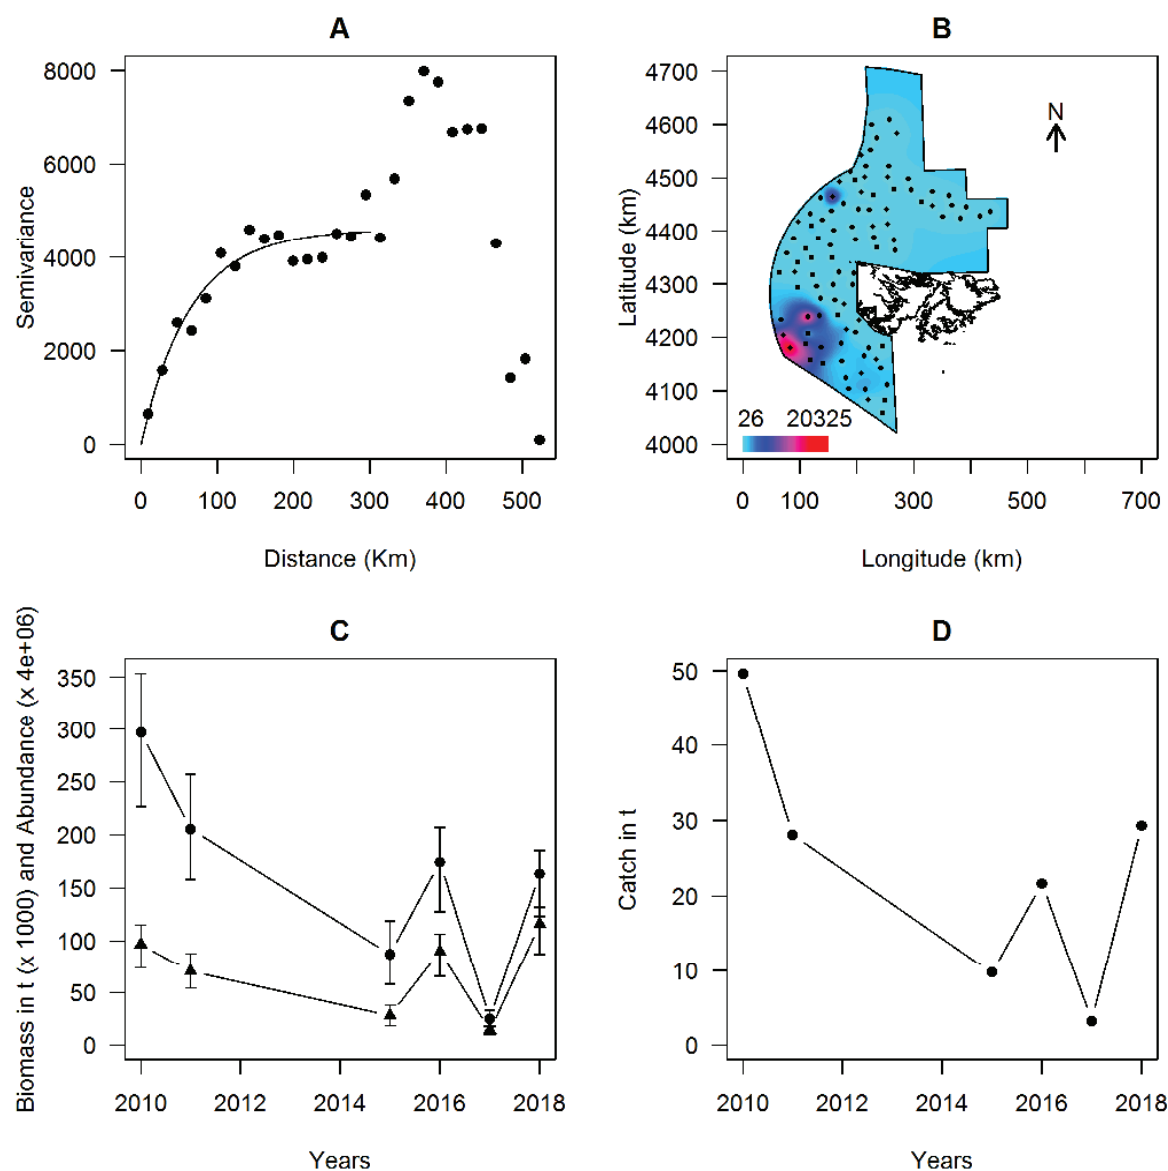 A
Semivariance
8000
6000
4000
2000
0
0 100 200 300 400 500
Distance (Km)
B
Latitude (km)
4700
4600
4500
4400
4300
4200
4100
4000
N
26 20325
0 100 300 500 700
Longitude (km)
C
Biomass in t (x 1000) and Abundance (x 4e+06)
350
300
250
200
150
100
50
0
2010 2012 2014 2016 2018
Years
D
Catch in t
50
40
30
20
10
0
2010 2012 2014 2016 2018
Years